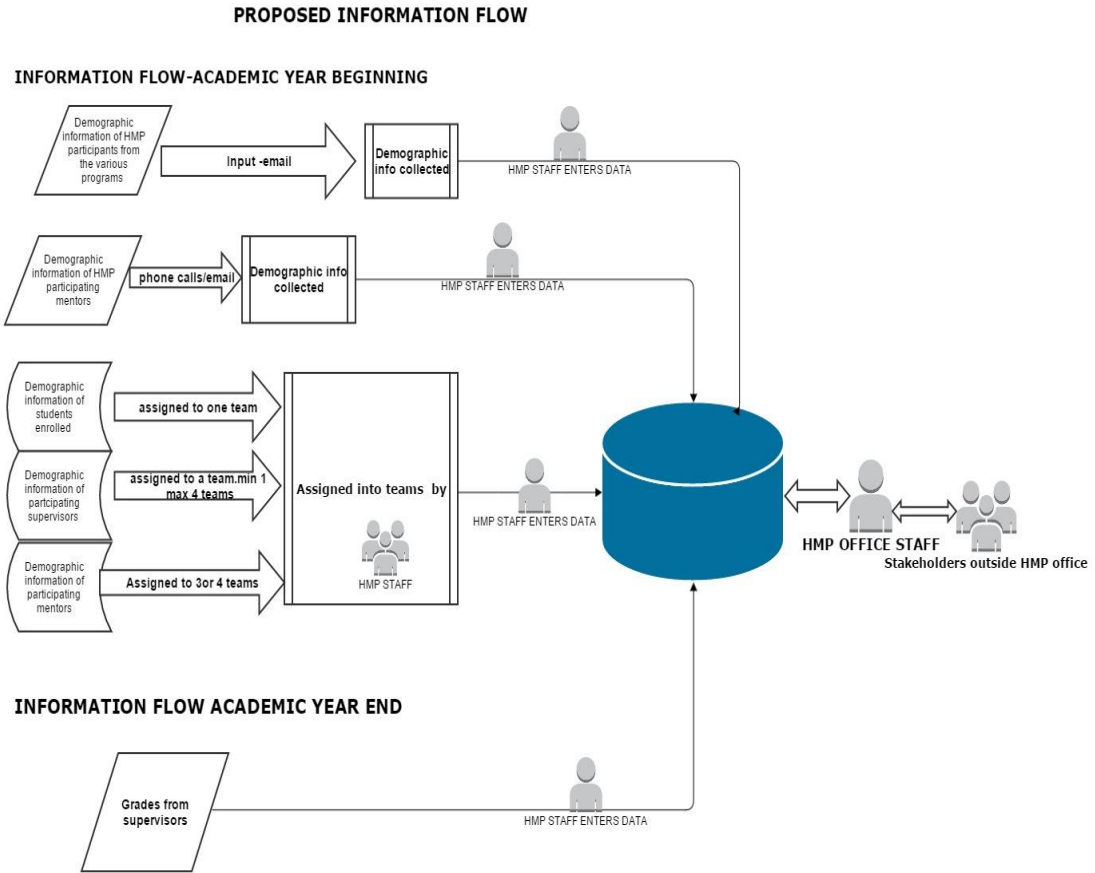 PROPOSED INFORMATION FLOW
INFORMATION FLOW-ACADEMIC YEAR BEGINNING
Demographic
information of HMP
participants from
the various
programs
Input -email
Demographic
info collected
HMP STAFF ENTERS DATA
Demographic
information of HMP
participating
mentors
phone calls/email
Demographic info
collected
HMP STAFF ENTERS DATA
Demographic
information of
students
enrolled
assigned to one team
Demographic
information of
partcipating
supervisors
assigned to a team.min 1
max 4 teams
Demographic
information of
participating
mentors
Assigned to 3or 4 teams
Assigned into teams by
HMP STAFF
HMP STAFF ENTERS DATA
HMP OFFICE STAFF
Stakeholders outside HMP office
INFORMATION FLOW ACADEMIC YEAR END
Grades from
supervisors
HMP STAFF ENTERS DATA